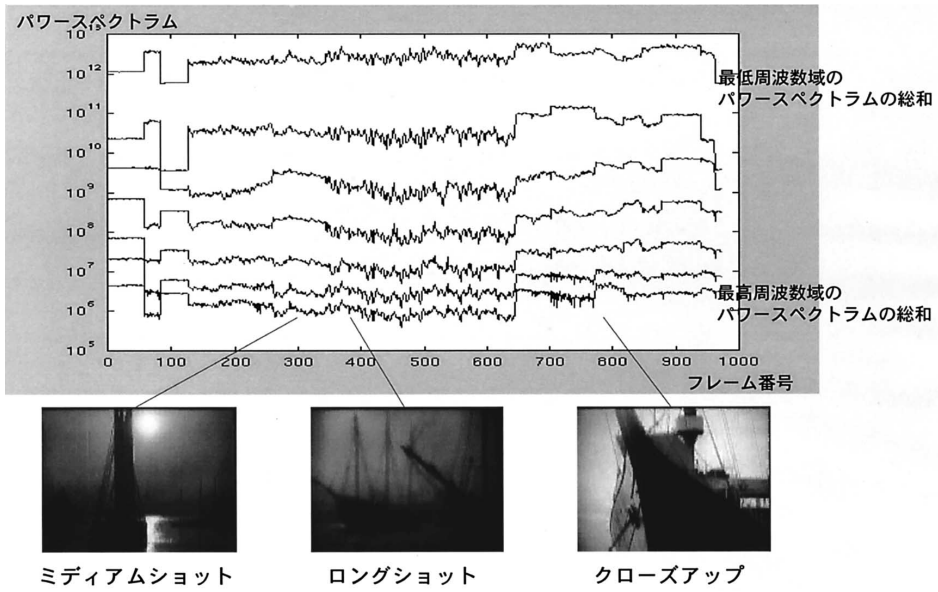 パワースペクトラム
10¹³
10¹²
最低周波数域の
パワースペクトラムの総和
10¹¹
10¹⁰
10⁹
10⁸
10⁷
最高周波数域の
パワースペクトラムの総和
10⁶
10⁵
0 100 200 300 400 500 600 700 800 900 1000
フレーム番号
ミディアムショット
ロングショット
クローズアップ